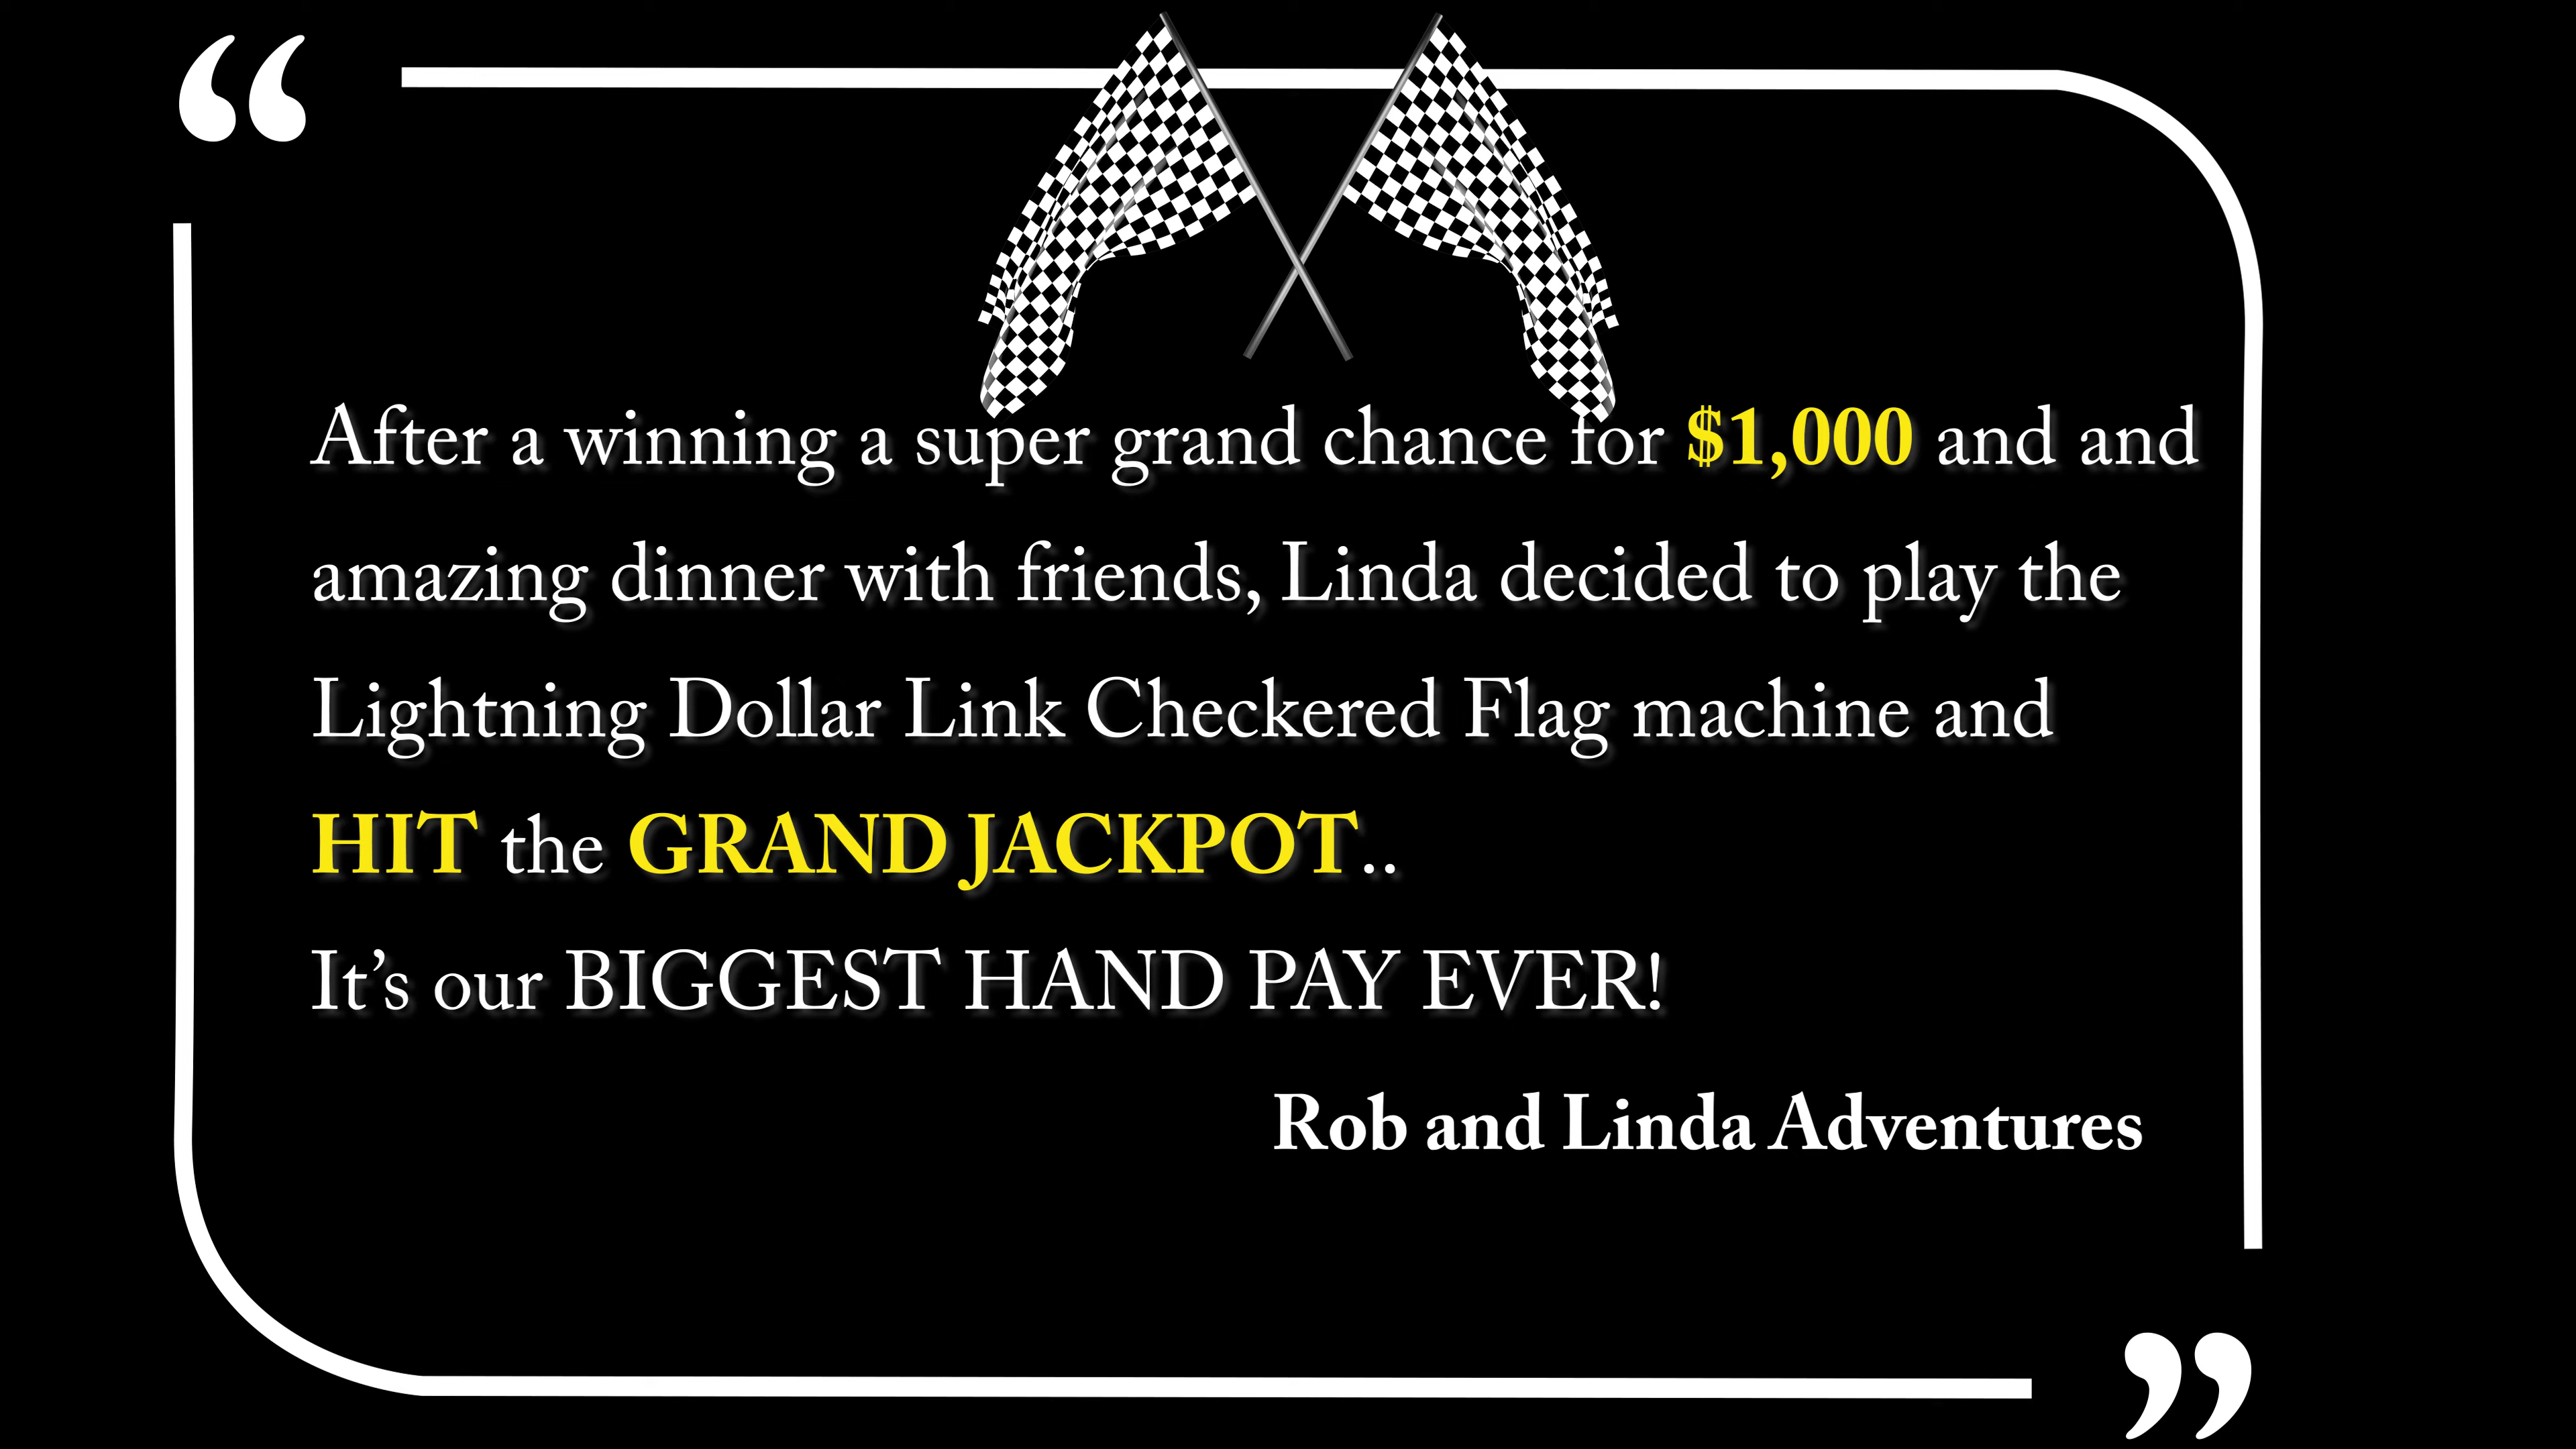 “
After a winning a super grand chance for $1,000 and and
amazing dinner with friends, Linda decided to play the
Lightning Dollar Link Checkered Flag machine and
HIT the GRAND JACKPOT..
It’s our BIGGEST HAND PAY EVER!
Rob and Linda Adventures
”